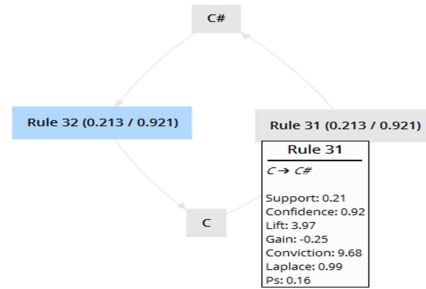 C#
Rule 32 (0.213 / 0.921)
Rule 31 (0.213 / 0.921)
Rule 31
C → C#
Support: 0.21
Confidence: 0.92
Lift: 3.97
Gain: -0.25
Conviction: 9.68
Laplace: 0.99
Ps: 0.16
C